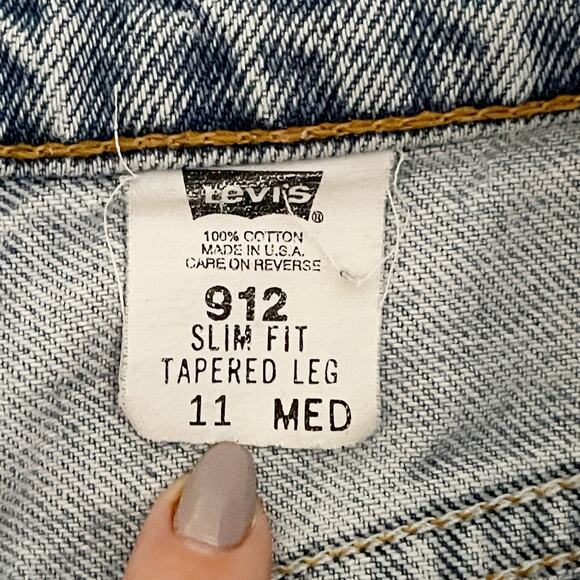 Levi's
®
100% COTTON
MADE IN U.S.A.
CARE ON REVERSE
912
SLIM FIT
TAPERED LEG
11 MED